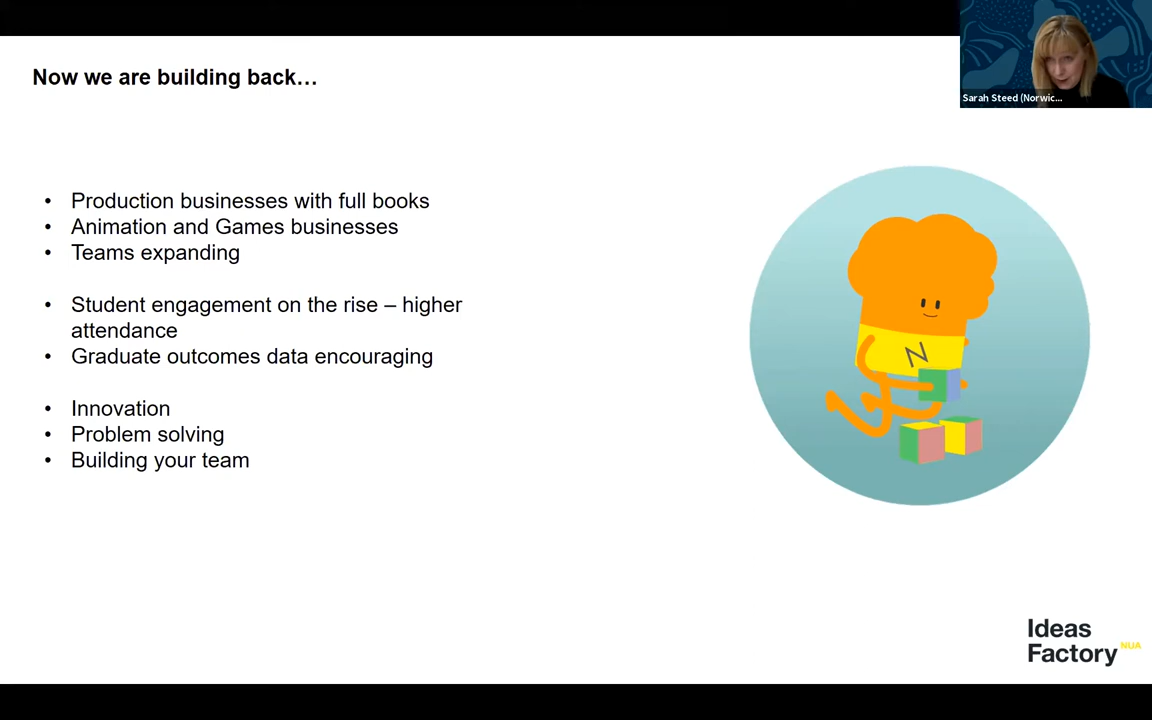 Now we are building back…
Sarah Steed (Norwic...
• Production businesses with full books
• Animation and Games businesses
• Teams expanding
• Student engagement on the rise – higher
attendance
• Graduate outcomes data encouraging
• Innovation
• Problem solving
• Building your team
N
Ideas
Factory NUA